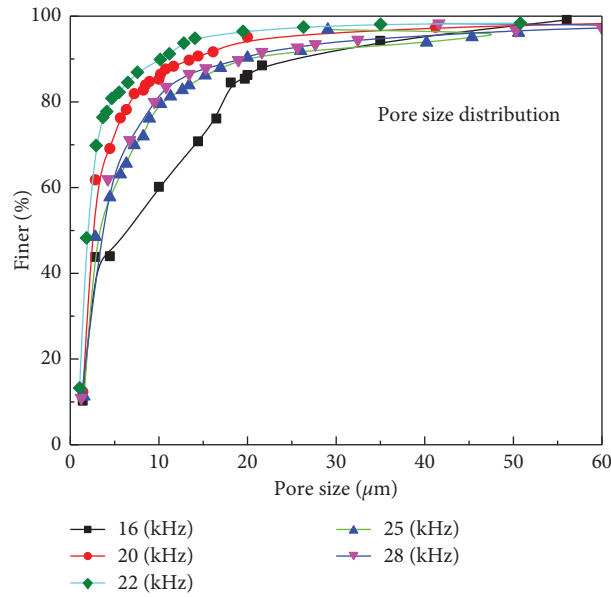 100
80
60
40
20
0
Finer (%)
Pore size distribution
0 10 20 30 40 50 60
Pore size (μm)
16 (kHz)
20 (kHz)
22 (kHz)
25 (kHz)
28 (kHz)